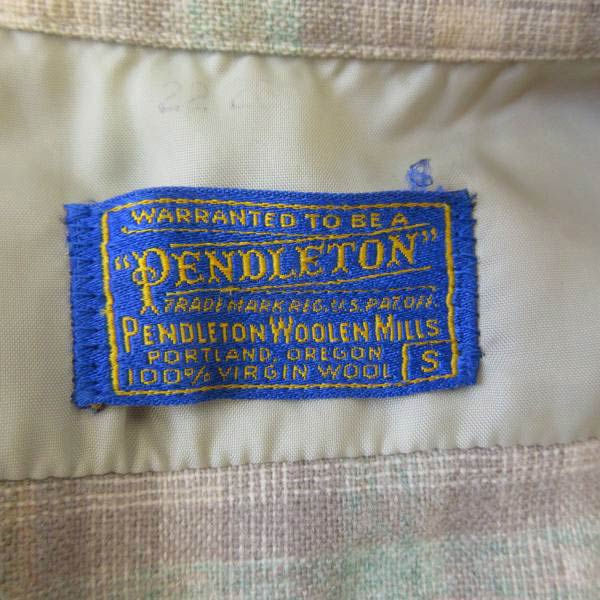 WARRANTED TO BE A
"PENDLETON"
TRADE MARK REG. U.S. PAT. OFF.
PENDLETON WOOLEN MILLS
PORTLAND, OREGON
100% VIRGIN WOOL S